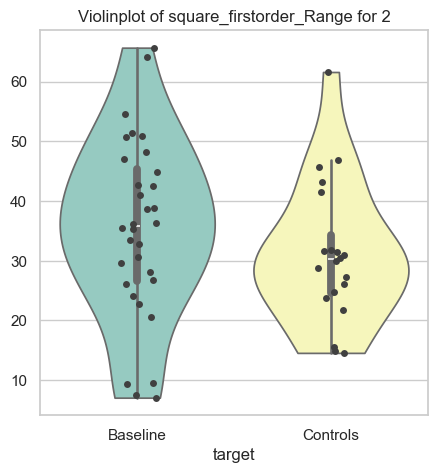 Violinplot of square_firstorder_Range for 2
60
50
40
30
20
10
Baseline
Controls
target